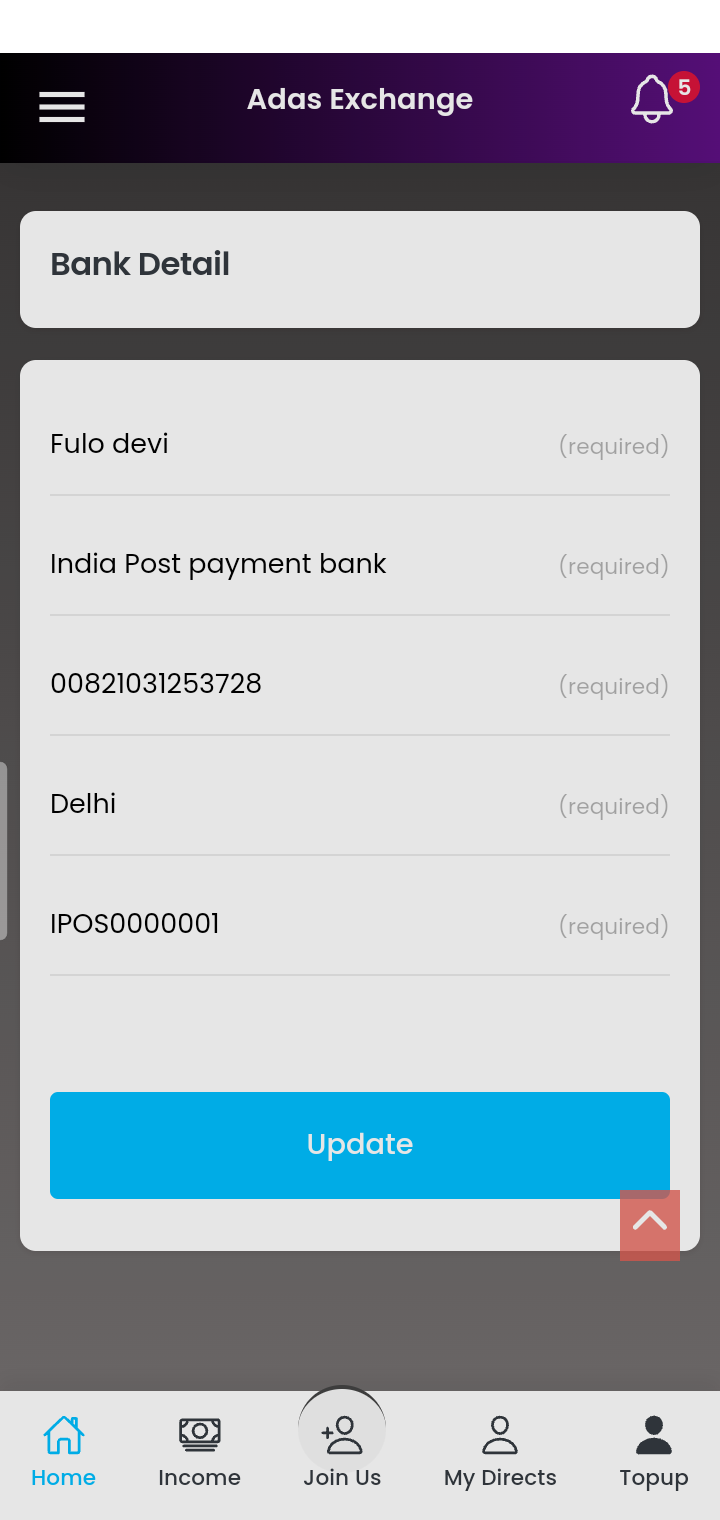 Adas Exchange
5
Bank Detail
Fulo devi (required)
India Post payment bank (required)
00821031253728 (required)
Delhi (required)
IPOS0000001 (required)
Update
Home Income Join Us My Directs Topup